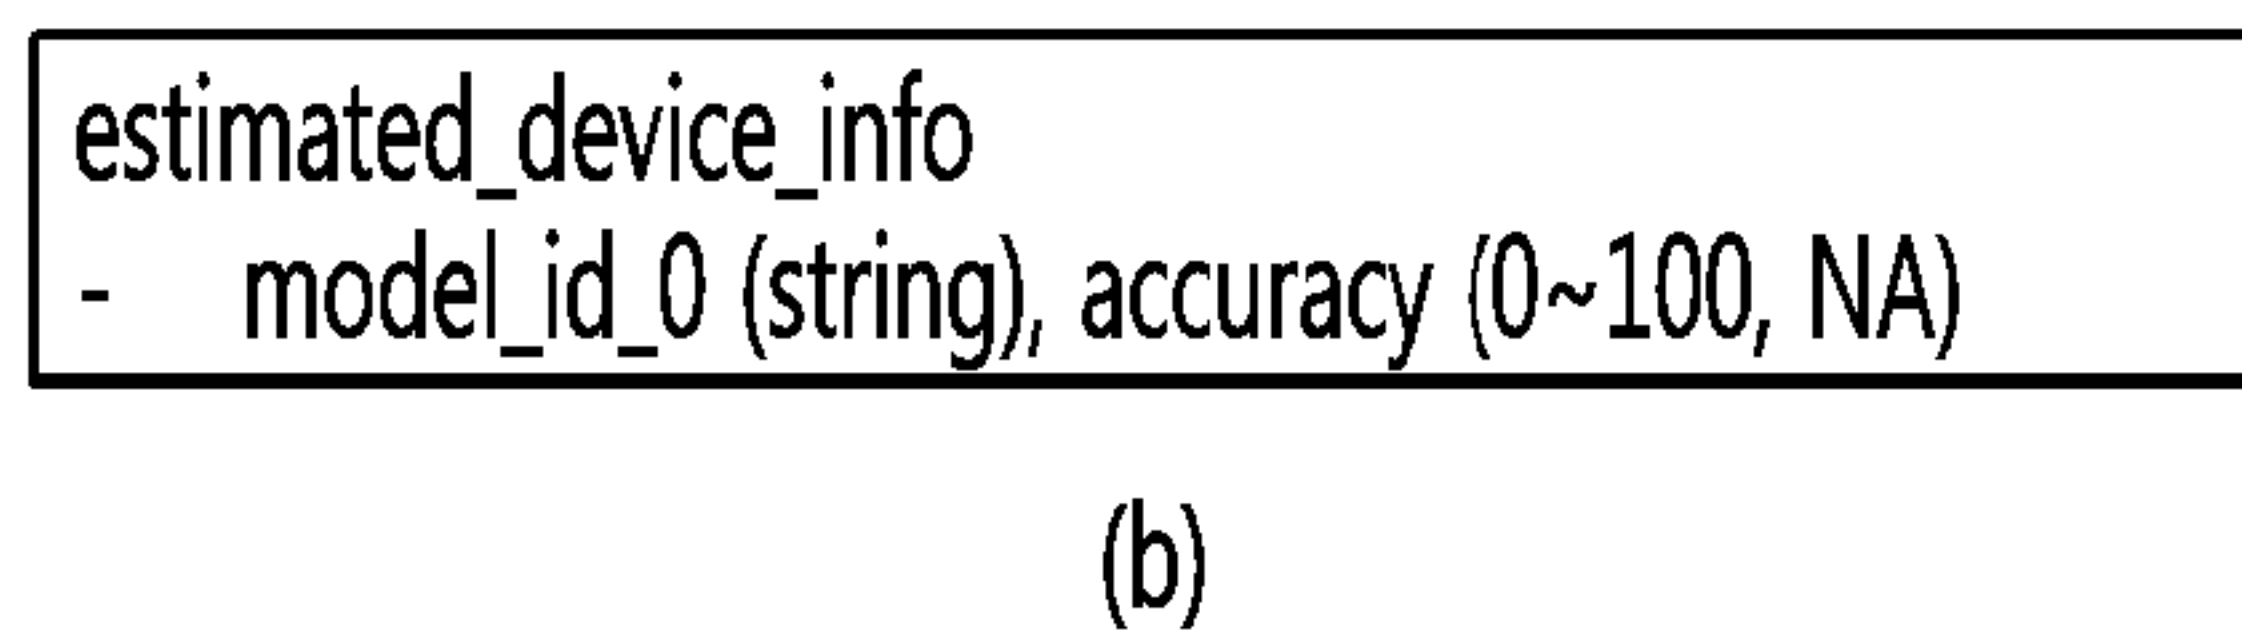 estimated_device_info
- model_id_0 (string), accuracy (0~100, NA)
(b)